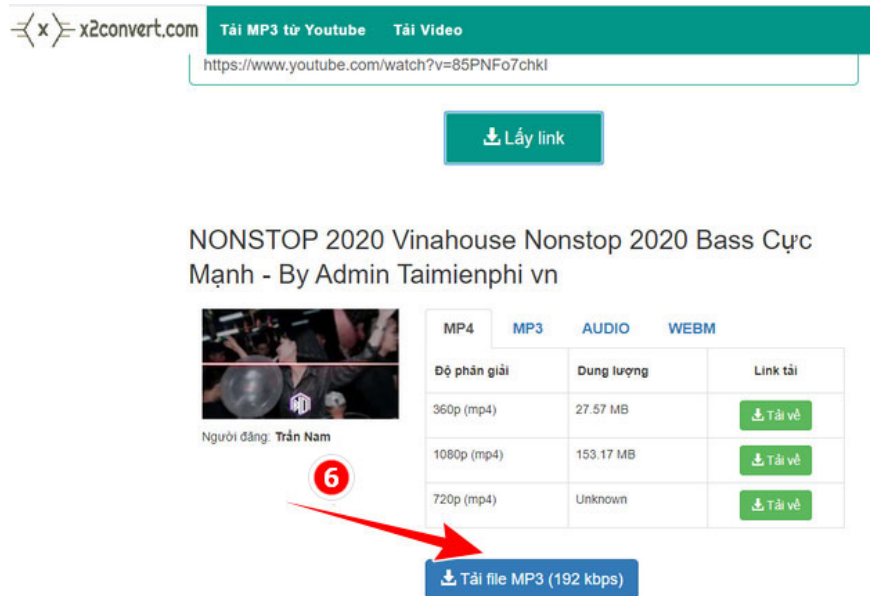 x x2convert.com Tải MP3 từ Youtube Tải Video
https://www.youtube.com/watch?v=85PNFo7chkI
Lấy link
NONSTOP 2020 Vinahouse Nonstop 2020 Bass Cực
Mạnh - By Admin Taimienphi vn
MP4 MP3 AUDIO WEBM
Độ phân giải Dung lượng Link tải
360p (mp4) 27.57 MB Tải về
Người đăng: Trần Nam
1080p (mp4) 153.17 MB Tải về
6
720p (mp4) Unknown Tải về
Tải file MP3 (192 kbps)